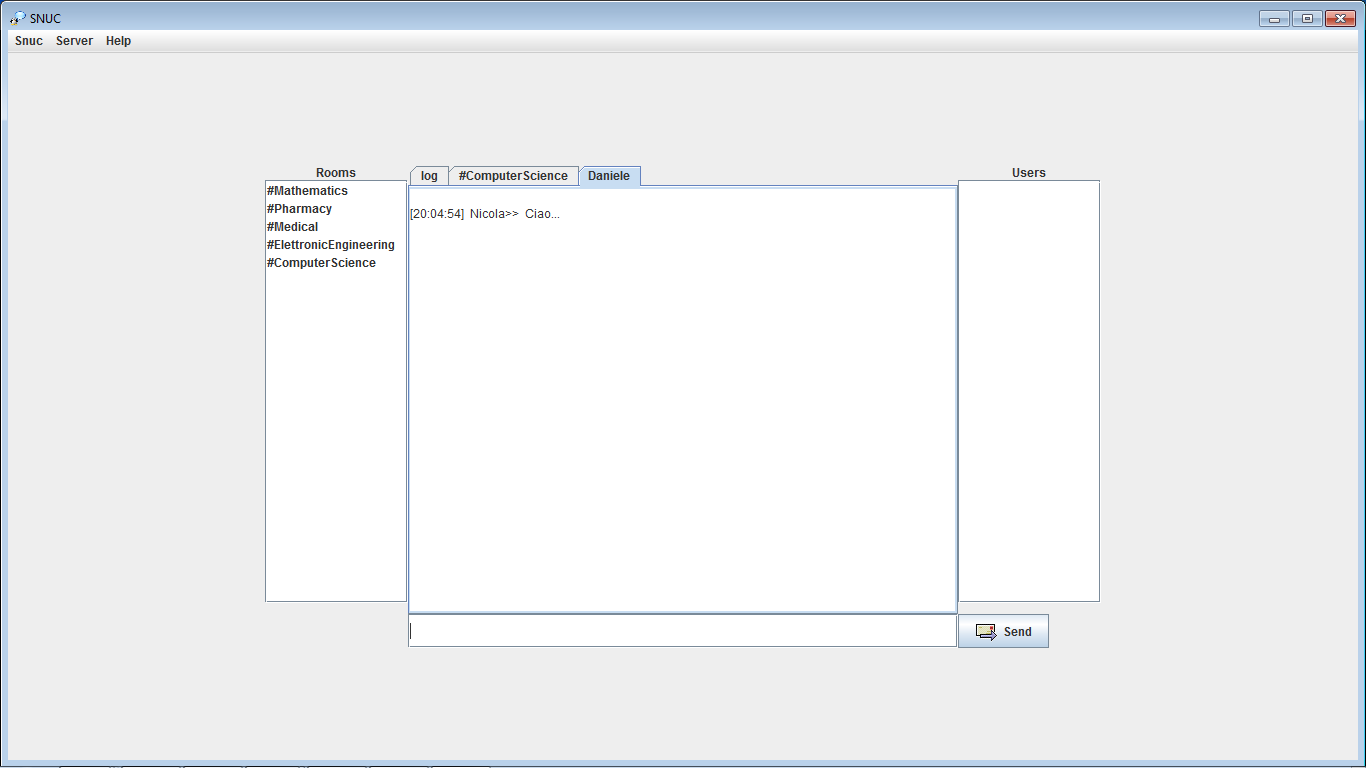 SNUC
Snuc Server Help
Rooms
#Mathematics
#Pharmacy
#Medical
#ElettronicEngineering
#ComputerScience
log #ComputerScience Daniele
[20:04:54] Nicola>> Ciao...
Users
Send